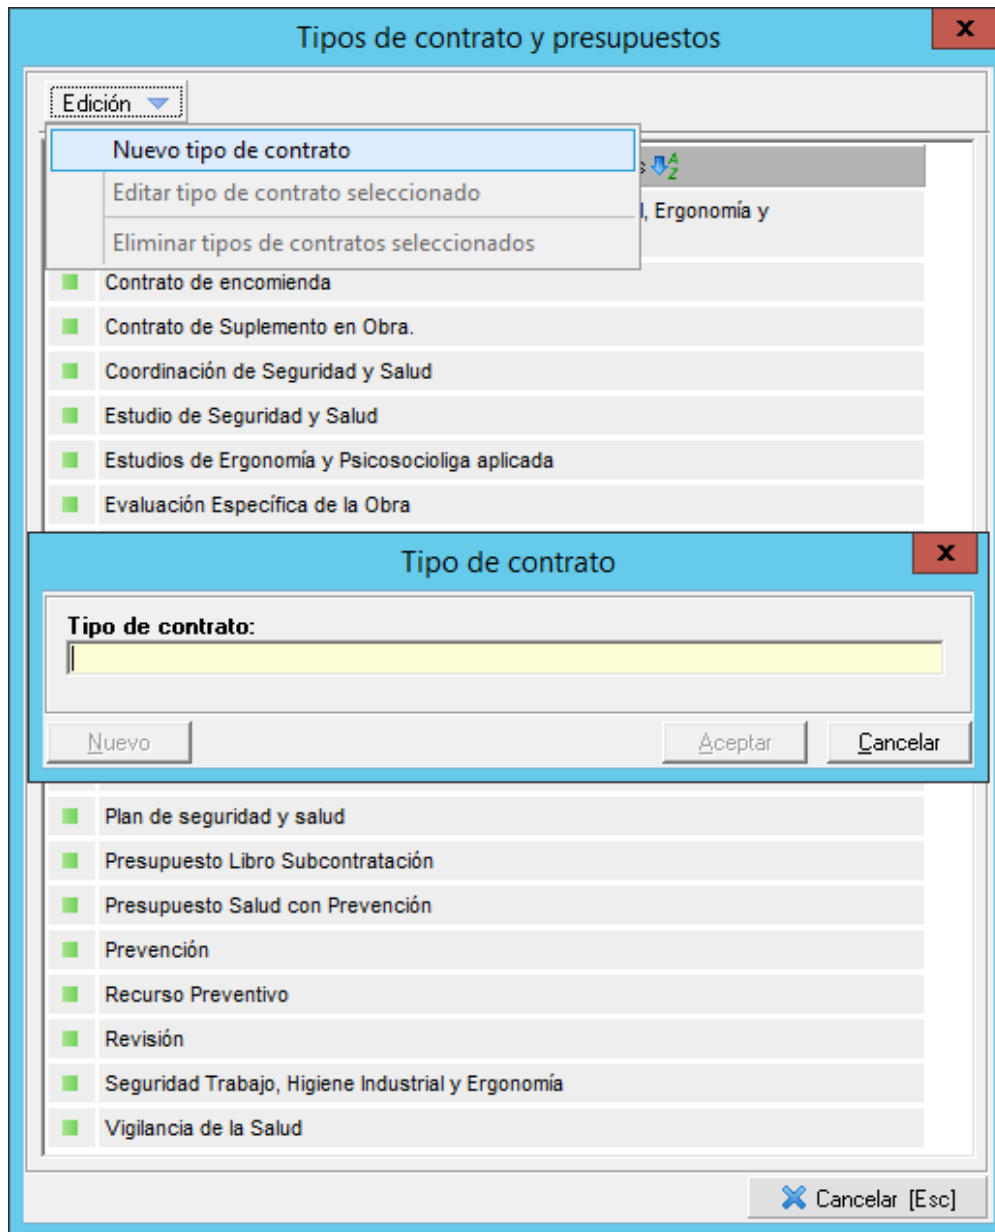 Tipos de contrato y presupuestos
x
Edición
Nuevo tipo de contrato
Editar tipo de contrato seleccionado
Eliminar tipos de contratos seleccionados
s AZ
l, Ergonomía y
Contrato de encomienda
Contrato de Suplemento en Obra.
Coordinación de Seguridad y Salud
Estudio de Seguridad y Salud
Estudios de Ergonomía y Psicosocioliga aplicada
Evaluación Específica de la Obra
Tipo de contrato
x
Tipo de contrato:
Nuevo Aceptar Cancelar
Plan de seguridad y salud
Presupuesto Libro Subcontratación
Presupuesto Salud con Prevención
Prevención
Recurso Preventivo
Revisión
Seguridad Trabajo, Higiene Industrial y Ergonomía
Vigilancia de la Salud
Cancelar [Esc]